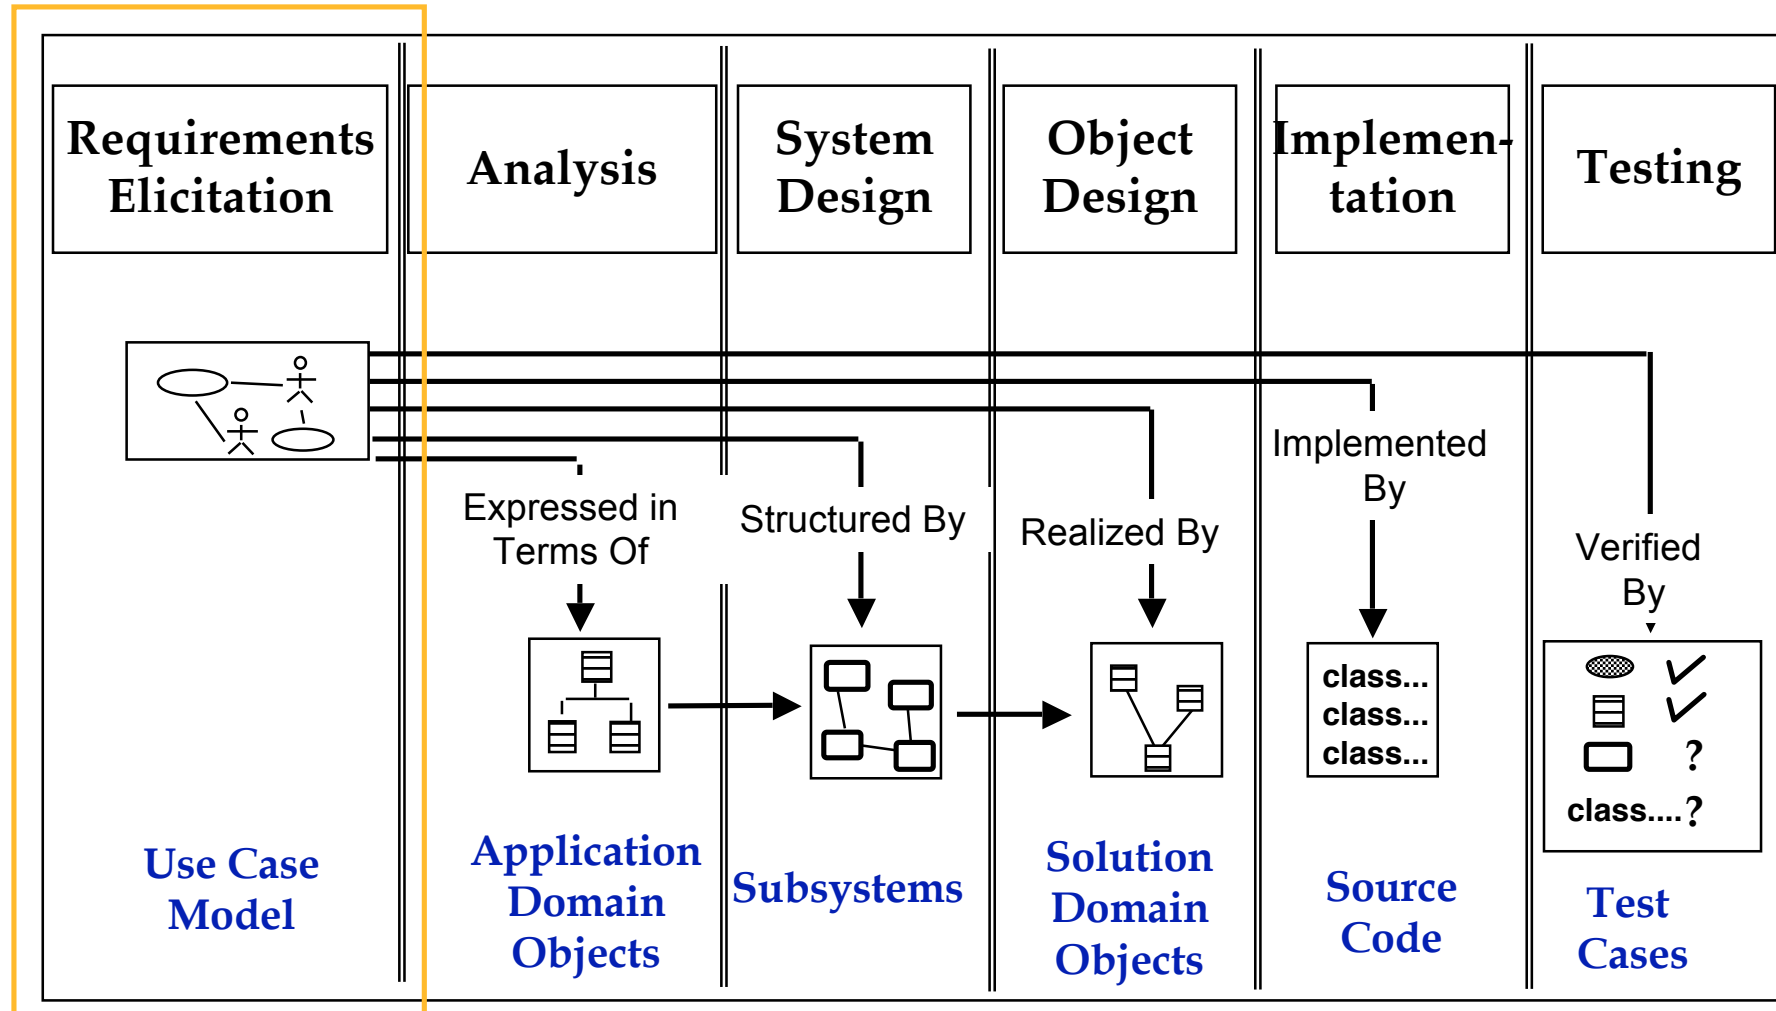 Requirements
Elicitation
Analysis
System
Design
Object
Design
Implemen-
tation
Testing
Expressed in
Terms Of
Structured By
Realized By
Implemented
By
Verified
By
class...
class...
class...
?
class....?
Use Case
Model
Application
Domain
Objects
Subsystems
Solution
Domain
Objects
Source
Code
Test
Cases